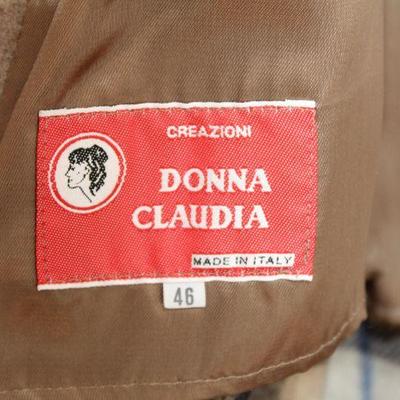 CREAZIONI
DONNA
CLAUDIA
MADE IN ITALY
46